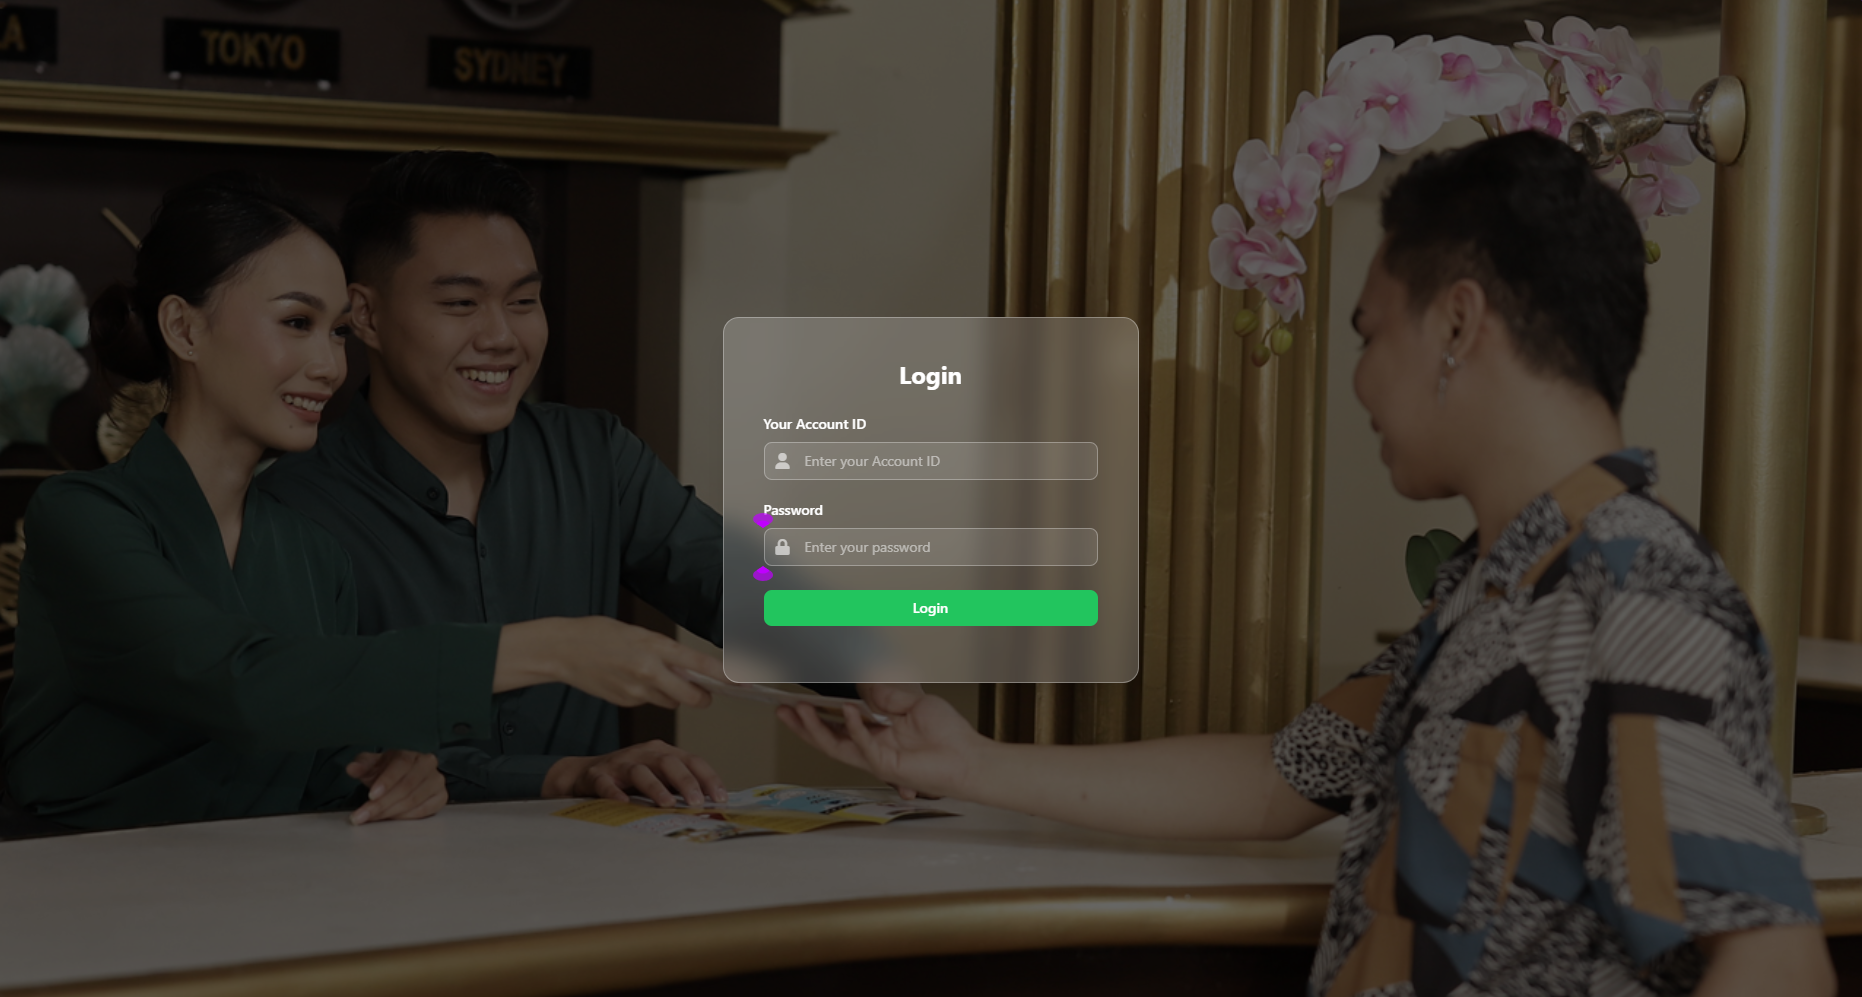 TOKYO
SYDNEY
Login
Your Account ID
Enter your Account ID
Password
Enter your password
Login